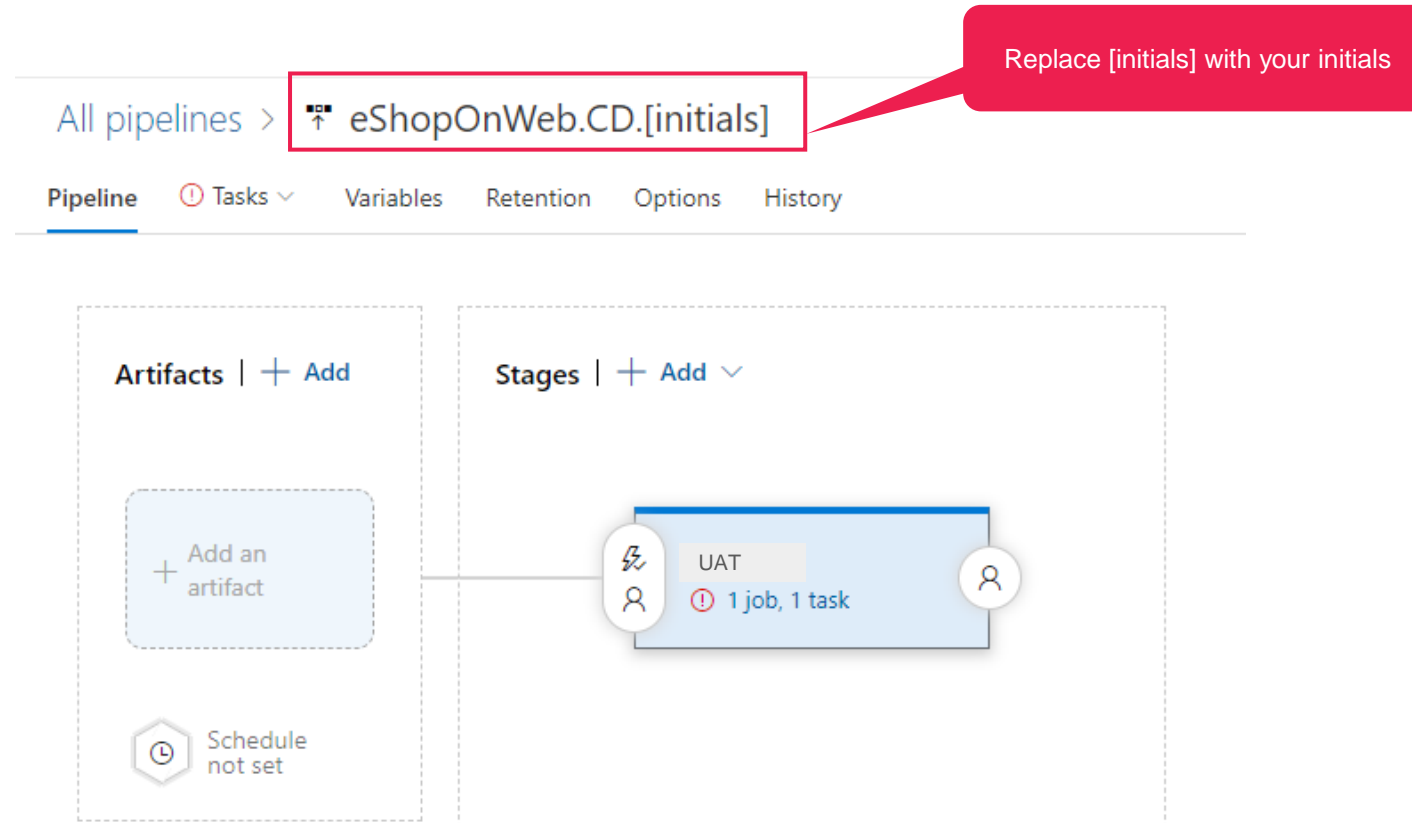 Replace [initials] with your initials
All pipelines > eShopOnWeb.CD.[initials]
Pipeline Tasks Variables Retention Options History
Artifacts | + Add
Stages | + Add
+ Add an
artifact
UAT
1 job, 1 task
Schedule
not set